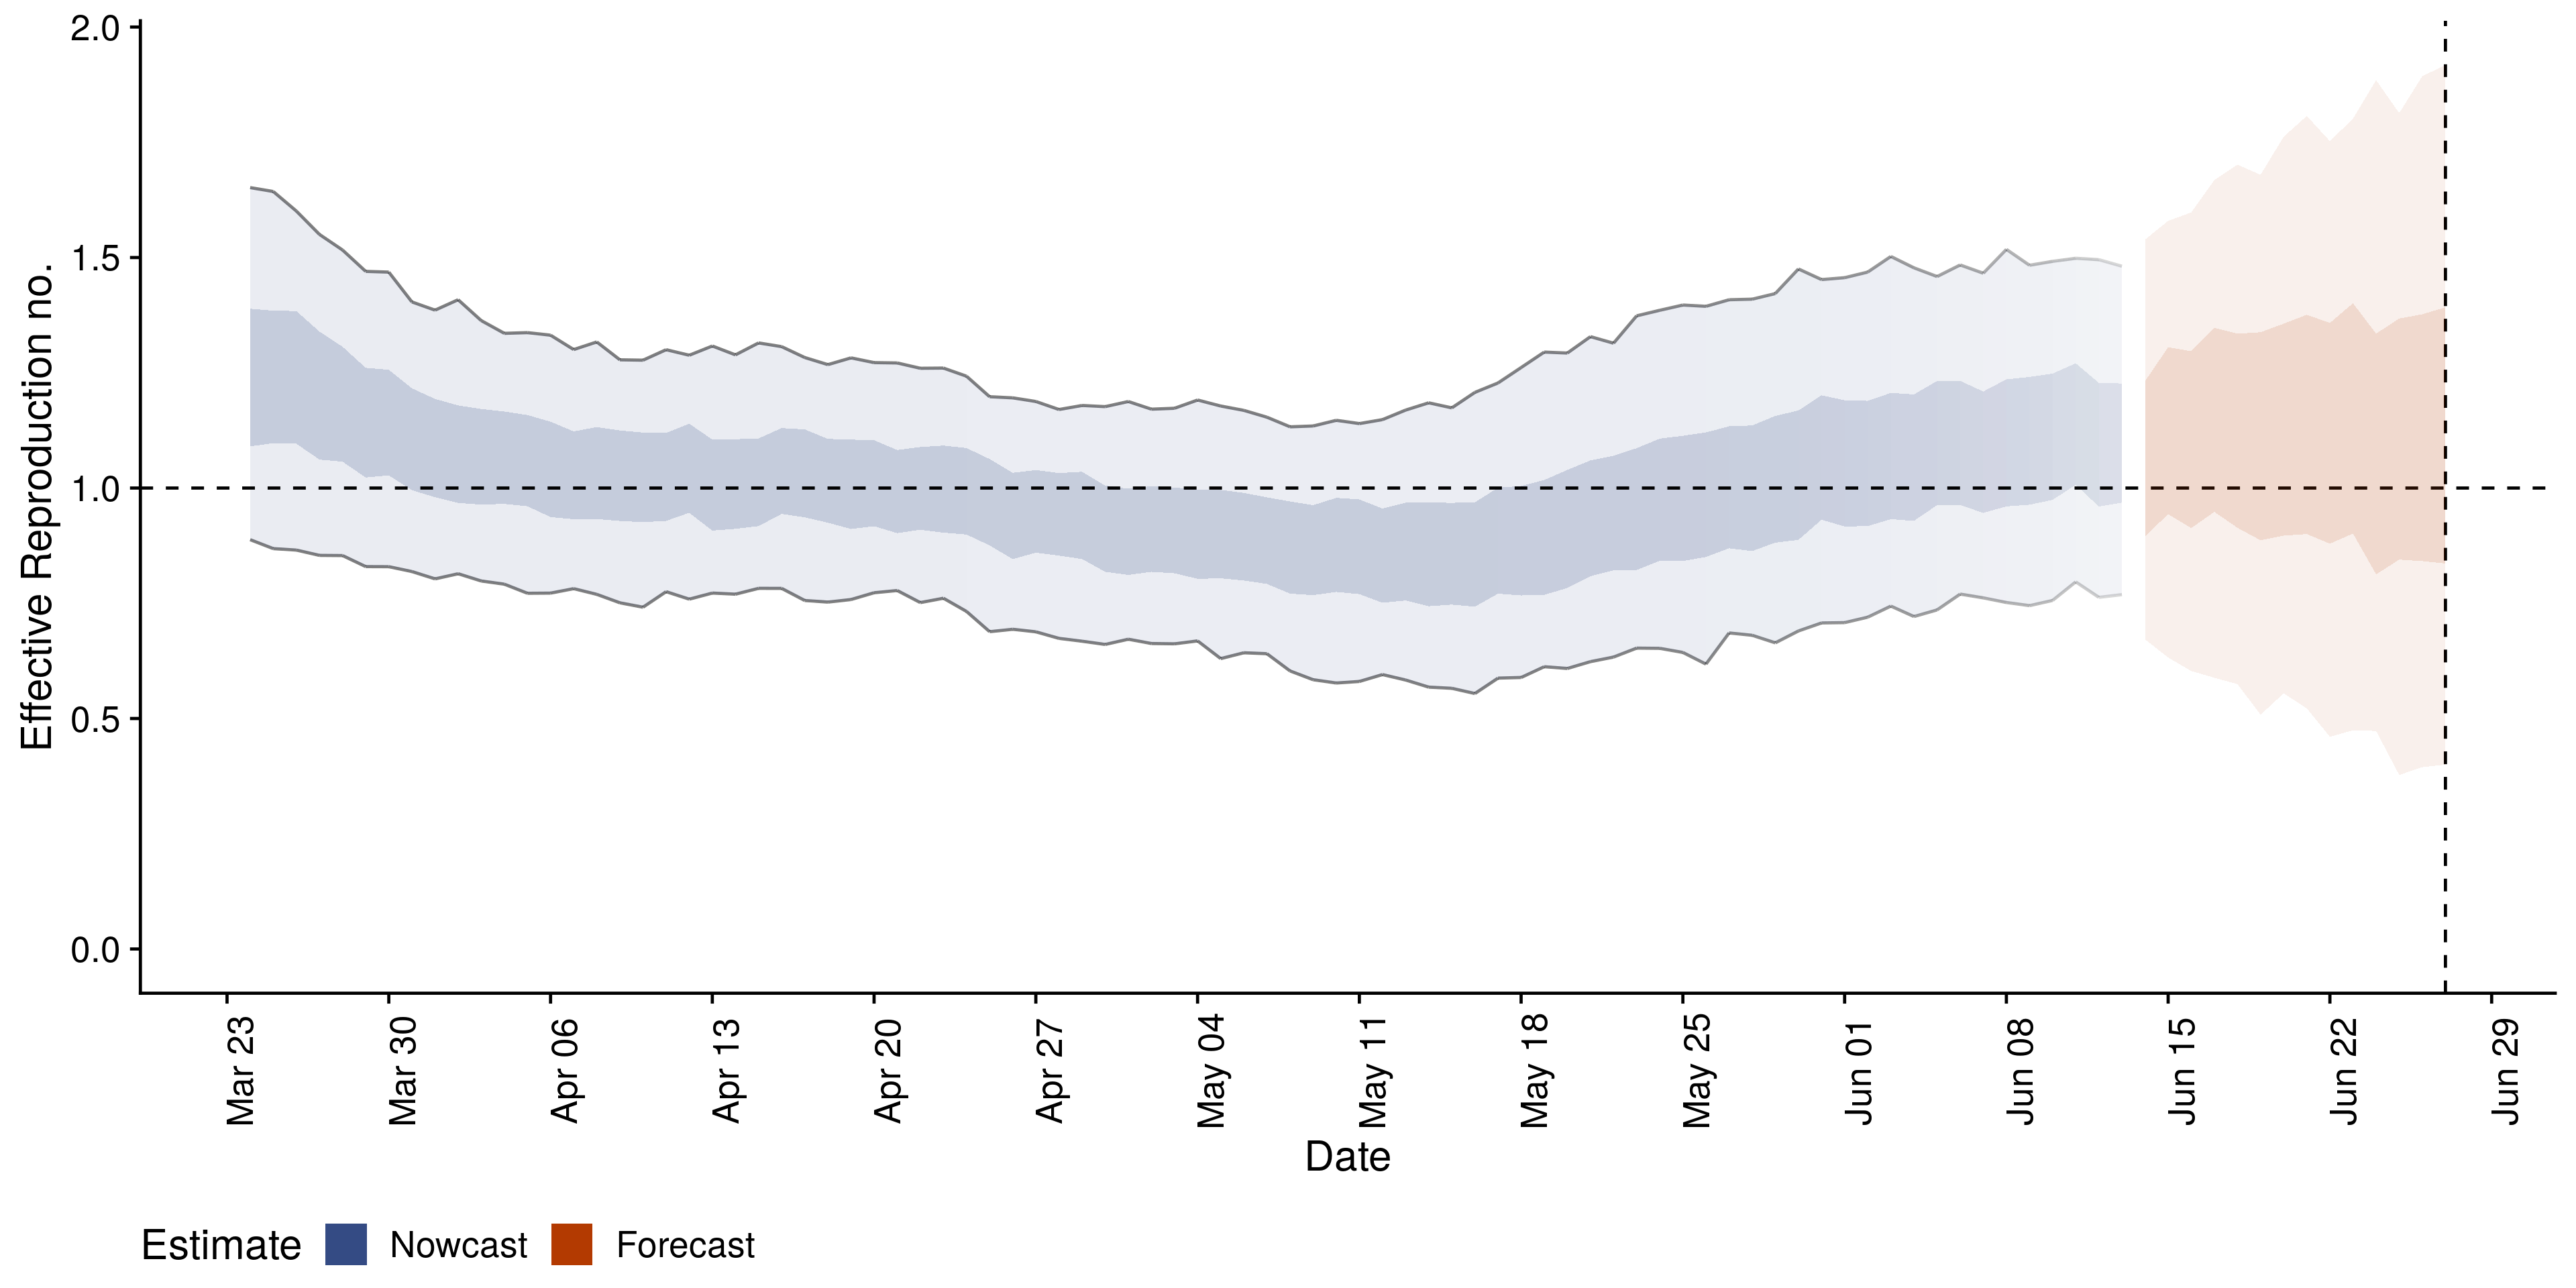 Effective Reproduction no.
2.0
1.5
1.0
0.5
0.0
Mar 23
Mar 30
Apr 06
Apr 13
Apr 20
Apr 27
May 04
May 11
May 18
May 25
Jun 01
Jun 08
Jun 15
Jun 22
Jun 29
Date
Estimate Nowcast Forecast